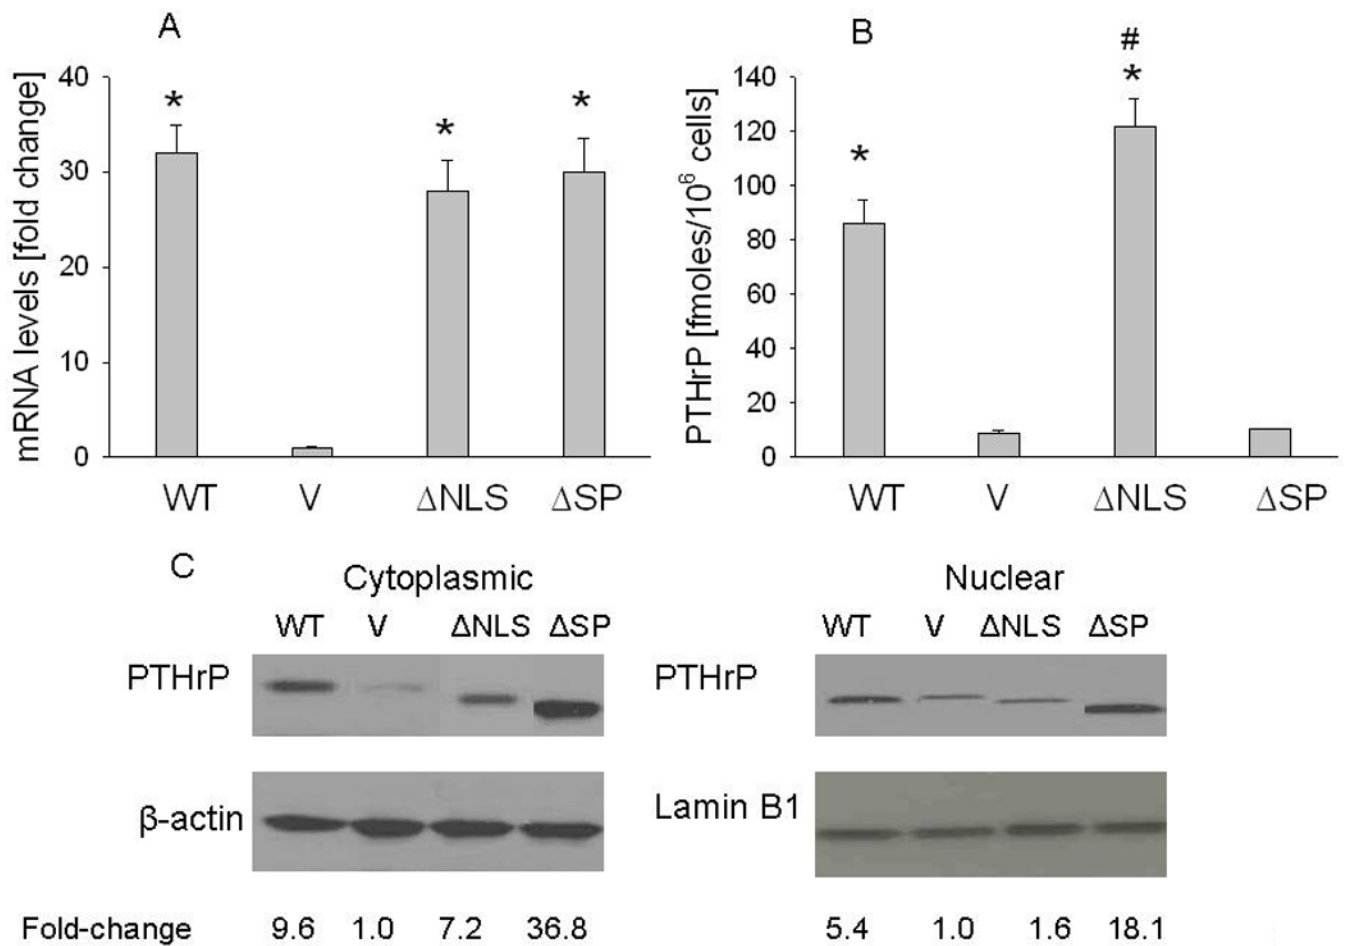 A
mRNA levels [fold change]
40
30
20
10
0
* * *
WT V ΔNLS ΔSP
B
PTHrP [fmoles/10⁶ cells]
140
120
100
80
60
40
20
0
#
* *
WT V ΔNLS ΔSP
C
Cytoplasmic
WT V ΔNLS ΔSP
PTHrP
β-actin
Nuclear
WT V ΔNLS ΔSP
PTHrP
Lamin B1
Fold-change 9.6 1.0 7.2 36.8 5.4 1.0 1.6 18.1